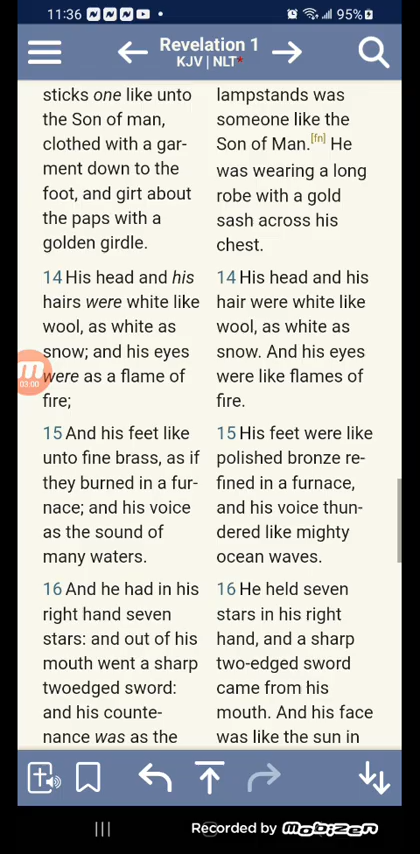 11:36
95%
Revelation 1
KJV | NLT*
sticks one like unto
the Son of man,
clothed with a gar-
ment down to the
foot, and girt about
the paps with a
golden girdle.
14 His head and his
hairs were white like
wool, as white as
snow; and his eyes
were as a flame of
fire;
15 And his feet like
unto fine brass, as if
they burned in a fur-
nace; and his voice
as the sound of
many waters.
16 And he had in his
right hand seven
stars: and out of his
mouth went a sharp
twoedged sword:
and his counte-
nance was as the
lampstands was
someone like the
Son of Man.[fn] He
was wearing a long
robe with a gold
sash across his
chest.
14 His head and his
hair were white like
wool, as white as
snow. And his eyes
were like flames of
fire.
15 His feet were like
polished bronze re-
fined in a furnace,
and his voice thun-
dered like mighty
ocean waves.
16 He held seven
stars in his right
hand, and a sharp
two-edged sword
came from his
mouth. And his face
was like the sun in
03:00
Recorded by Mobizen